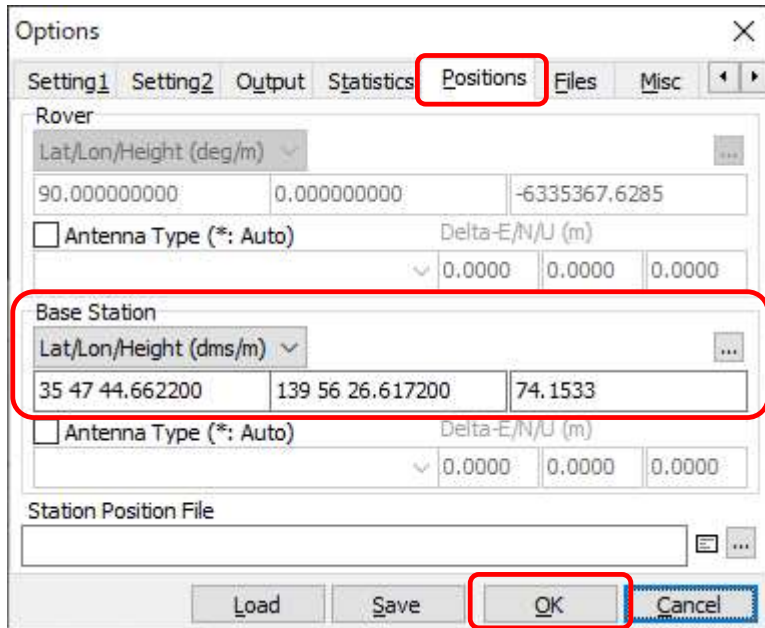 Options
Setting1 Setting2 Output Statistics Positions Files Misc
Rover
Lat/Lon/Height (deg/m)
...
90.000000000 0.000000000 -6335367.6285
Antenna Type (*: Auto) Delta-E/N/U (m)
0.0000 0.0000 0.0000
Base Station
Lat/Lon/Height (dms/m)
...
35 47 44.662200 139 56 26.617200 74.1533
Antenna Type (*: Auto) Delta-E/N/U (m)
0.0000 0.0000 0.0000
Station Position File
...
Load Save OK Cancel